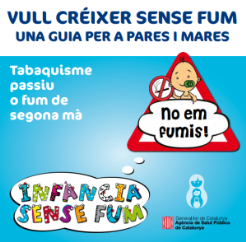 VULL CRÉIXER SENSE FUM
UNA GUIA PER A PARES I MARES
Tabaquisme
passiu
o fum de
segona mà
No em
fumis!
INFÀNCIA
SENSE FUM
Generalitat de Catalunya
Agència de Salut Pública
de Catalunya